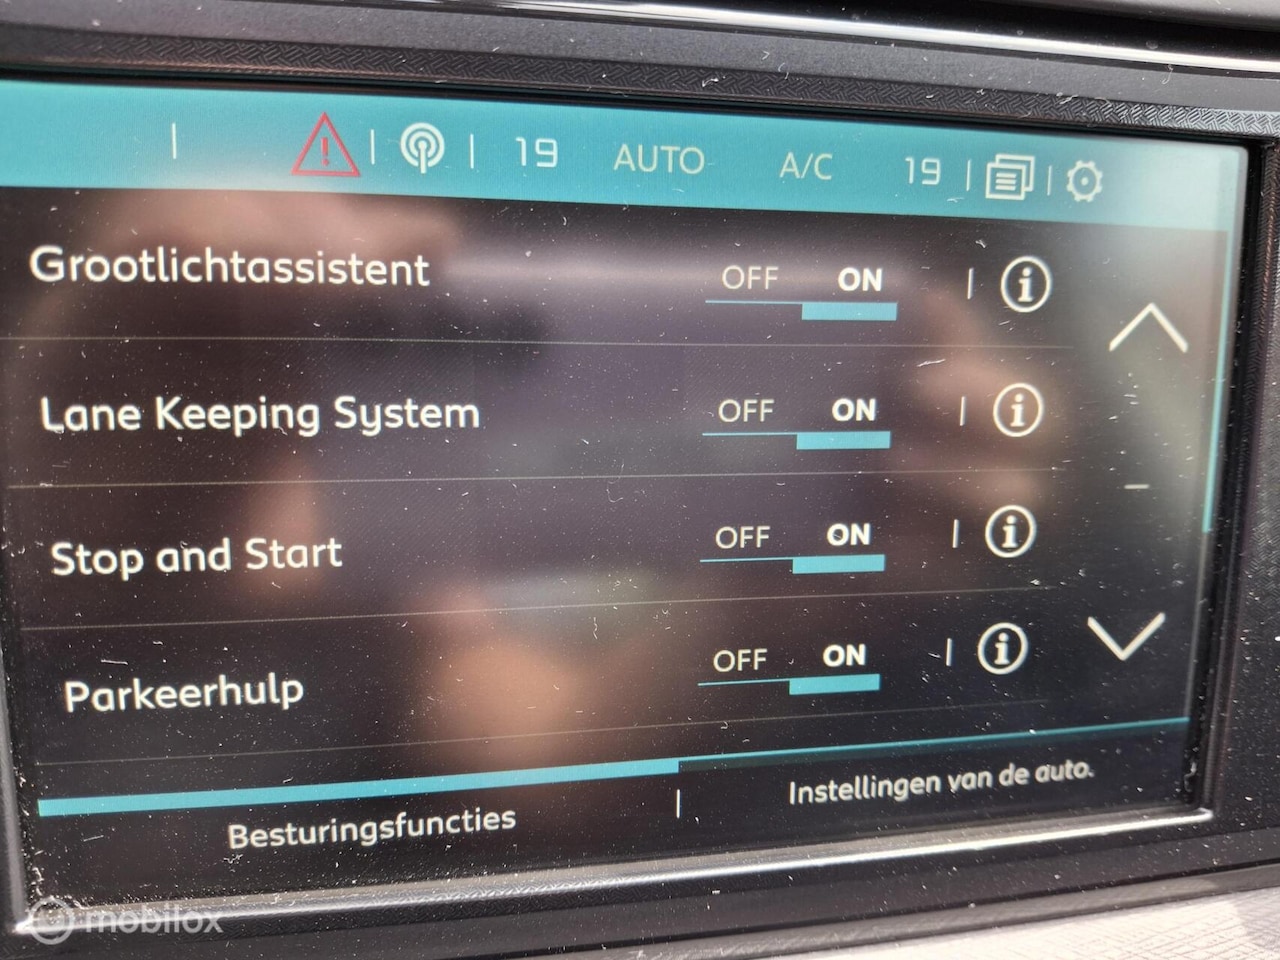 19 AUTO A/C 19
Grootlichtassistent OFF ON
Lane Keeping System OFF ON
Stop and Start OFF ON
Parkeerhulp OFF ON
Besturingsfuncties Instellingen van de auto.
mobilox